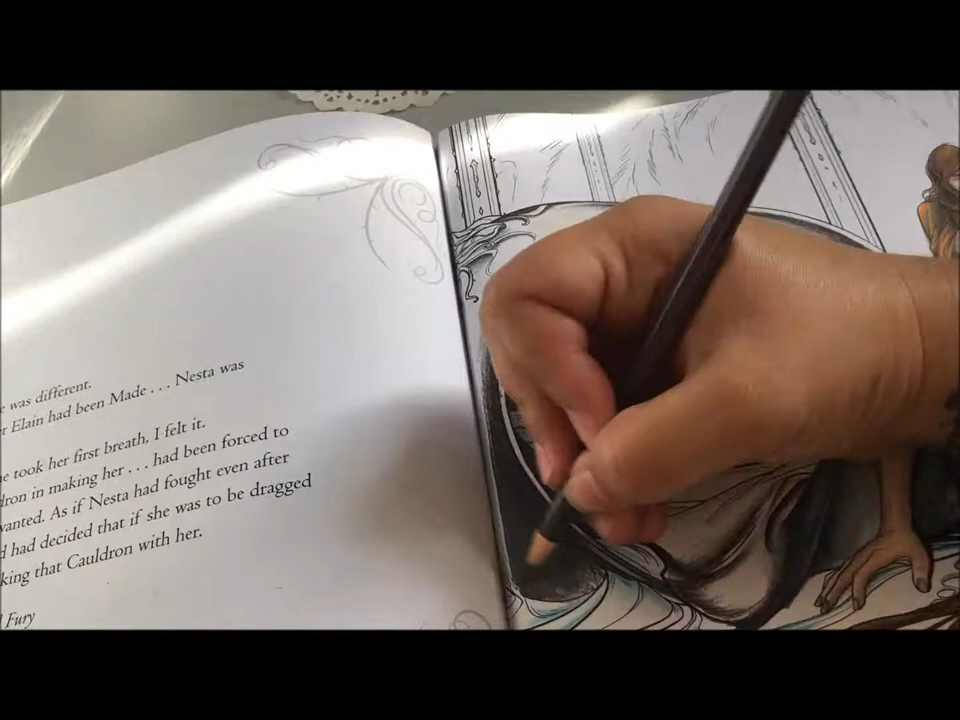 was different.
Elain had been Made . . . Nesta was
took her first breath, I felt it.
in making her . . . had been forced to
wanted. As if Nesta had fought even after
had decided that if she was to be dragged
king that Cauldron with her.
Fury